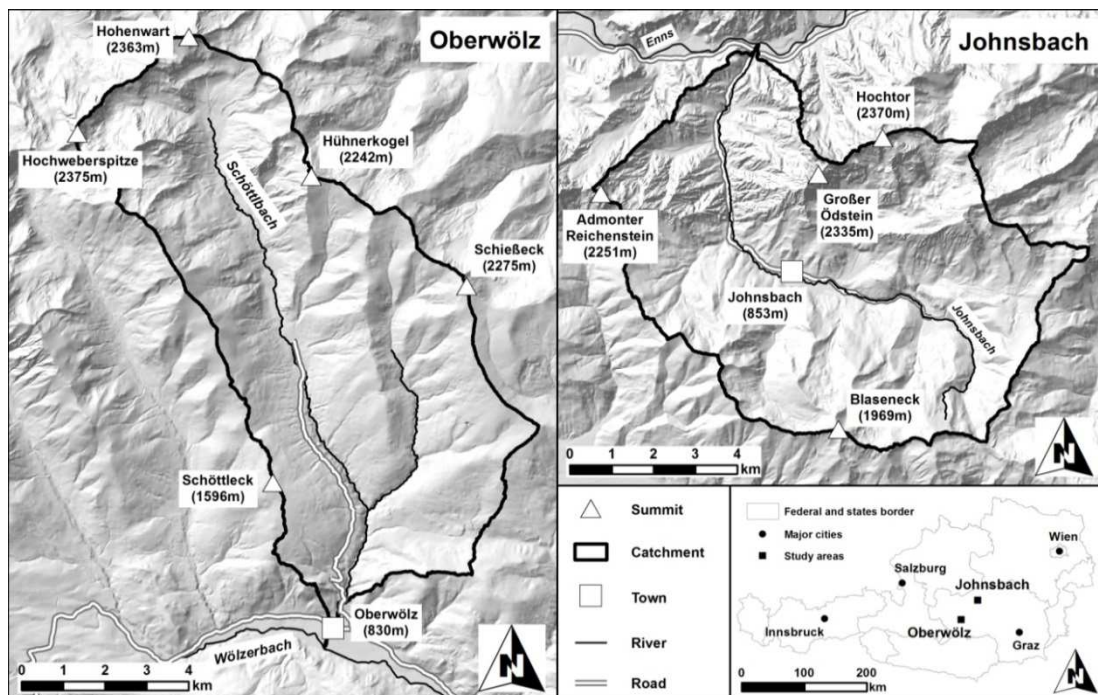 Oberwölz
Hohenwart
(2363m)
Hochweberspitze
(2375m)
Schöttlbach
Hühnerkogel
(2242m)
Schießeck
(2275m)
Schöttleck
(1596m)
Oberwölz
(830m)
Wölzerbach
0 1 2 3 4
km
N
Johnsbach
Enns
Hochtor
(2370m)
Großer
Ödstein
(2335m)
Admonter
Reichenstein
(2251m)
Johnsbach
(853m)
Johnsbach
Blaseneck
(1969m)
0 1 2 3 4
km
N
Summit
Catchment
Town
River
Road
Federal and states border
Major cities
Study areas
Wien
Salzburg
Johnsbach
Innsbruck
Oberwölz
Graz
0 100 200
km
N